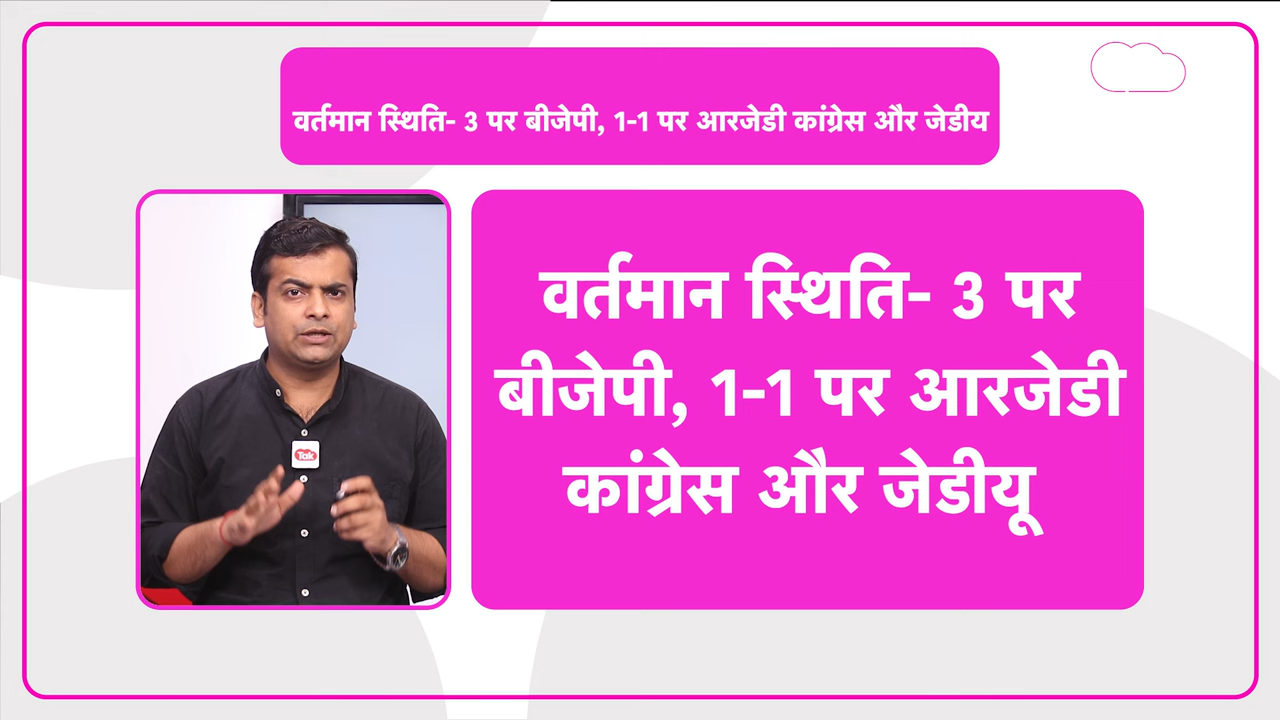 वर्तमान स्थिति- 3 पर बीजेपी, 1-1 पर आरजेडी कांग्रेस और जेडीय
वर्तमान स्थिति- 3 पर
बीजेपी, 1-1 पर आरजेडी
कांग्रेस और जेडीयू
Tak